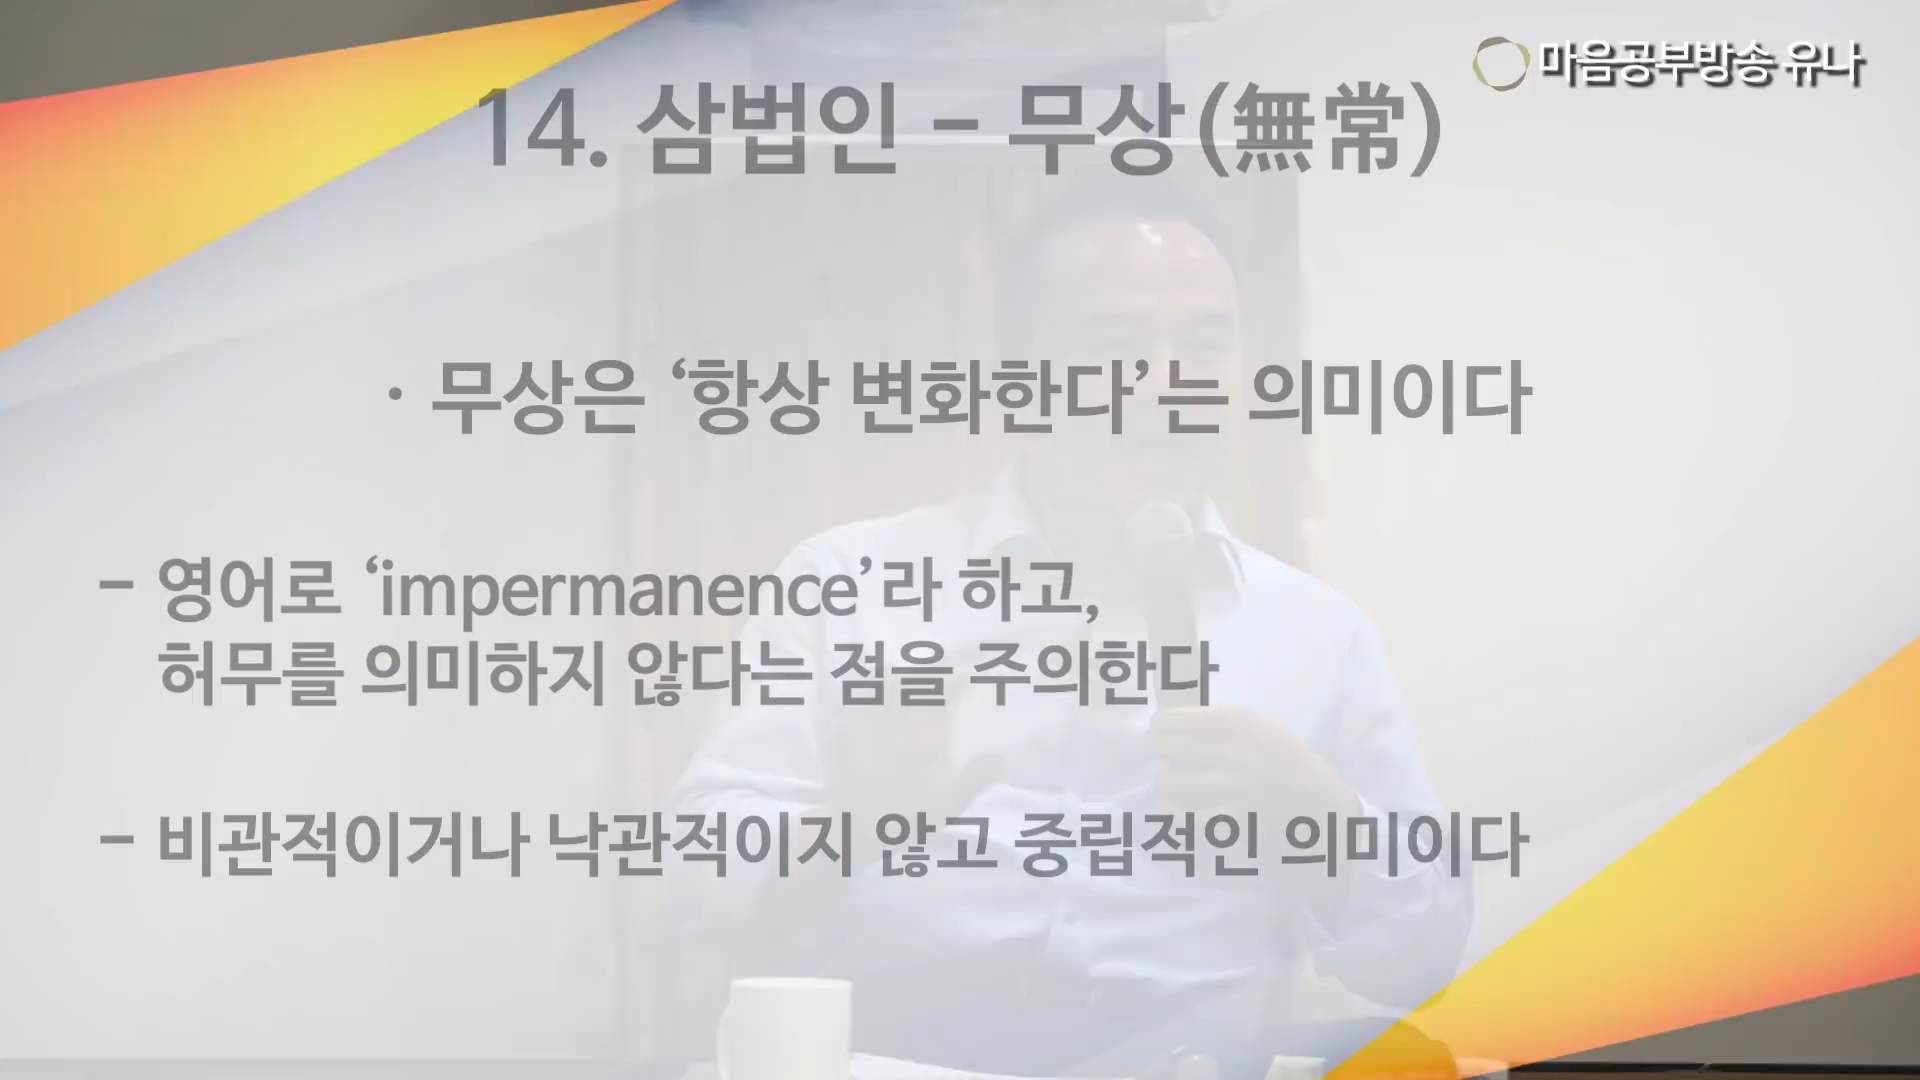 마음공부방송 유나
14. 삼법인 - 무상(無常)
· 무상은 ‘항상 변화한다’는 의미이다
- 영어로 ‘impermanence’라 하고,
허무를 의미하지 않다는 점을 주의한다
- 비관적이거나 낙관적이지 않고 중립적인 의미이다